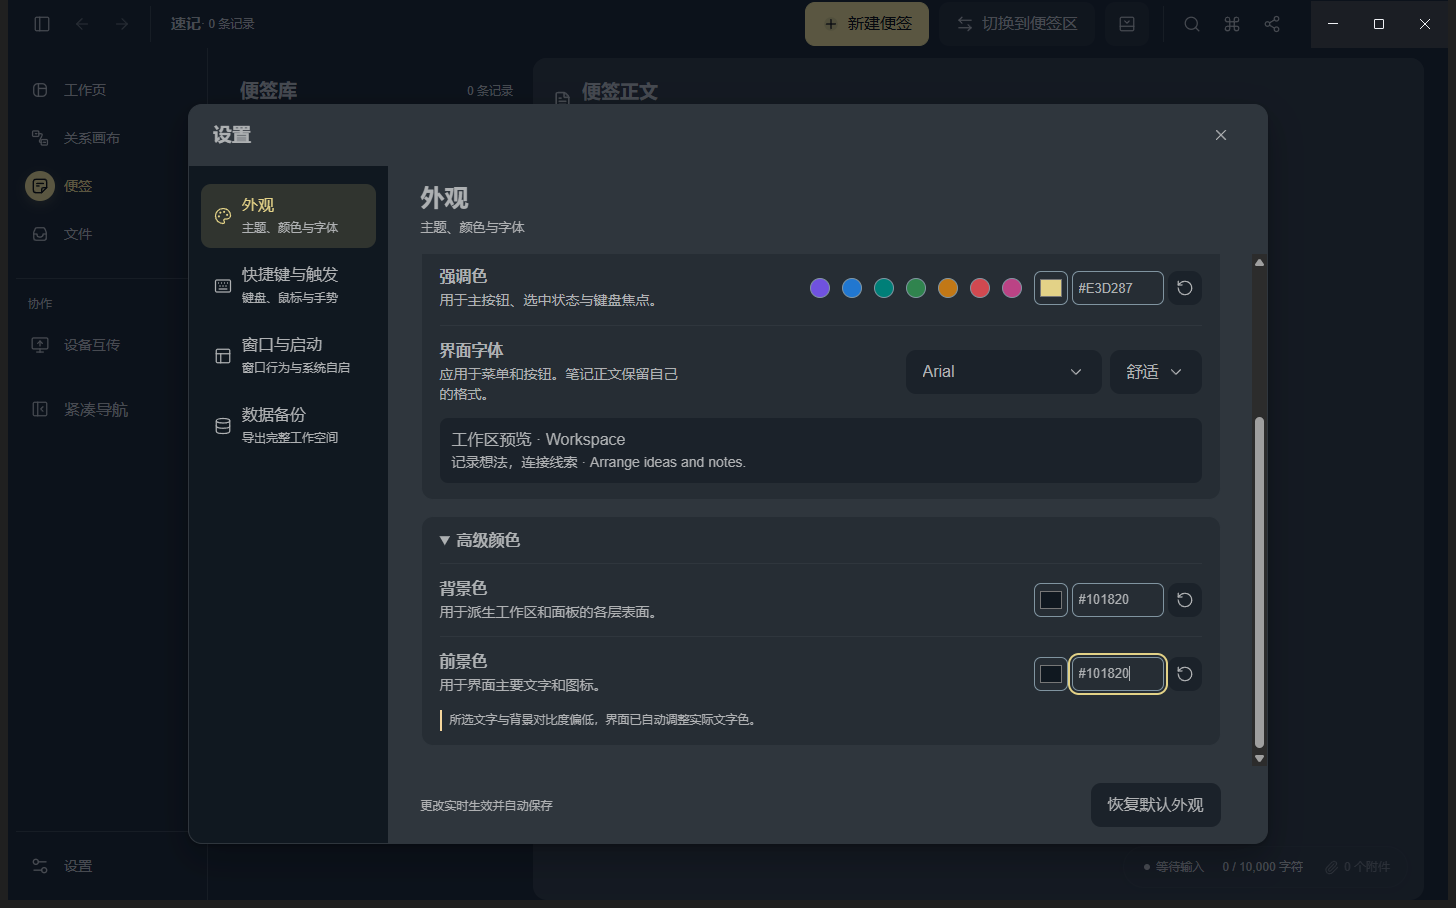 速记· 0 条记录
新建便签
切换到便签区
工作页
关系画布
便签
文件
协作
设备互传
紧凑导航
设置
便签库
0 条记录
便签正文
设置
外观
主题、颜色与字体
快捷键与触发
键盘、鼠标与手势
窗口与启动
窗口行为与系统自启
数据备份
导出完整工作空间
外观
主题、颜色与字体
强调色
用于主按钮、选中状态与键盘焦点。
#E3D287
界面字体
应用于菜单和按钮。笔记正文保留自己
的格式。
Arial
舒适
工作区预览 · Workspace
记录想法，连接线索 · Arrange ideas and notes.
高级颜色
背景色
用于派生工作区和面板的各层表面。
#101820
前景色
用于界面主要文字和图标。
#101820
所选文字与背景对比度偏低，界面已自动调整实际文字色。
更改实时生效并自动保存
恢复默认外观
等待输入
0 / 10,000 字符
0 个附件